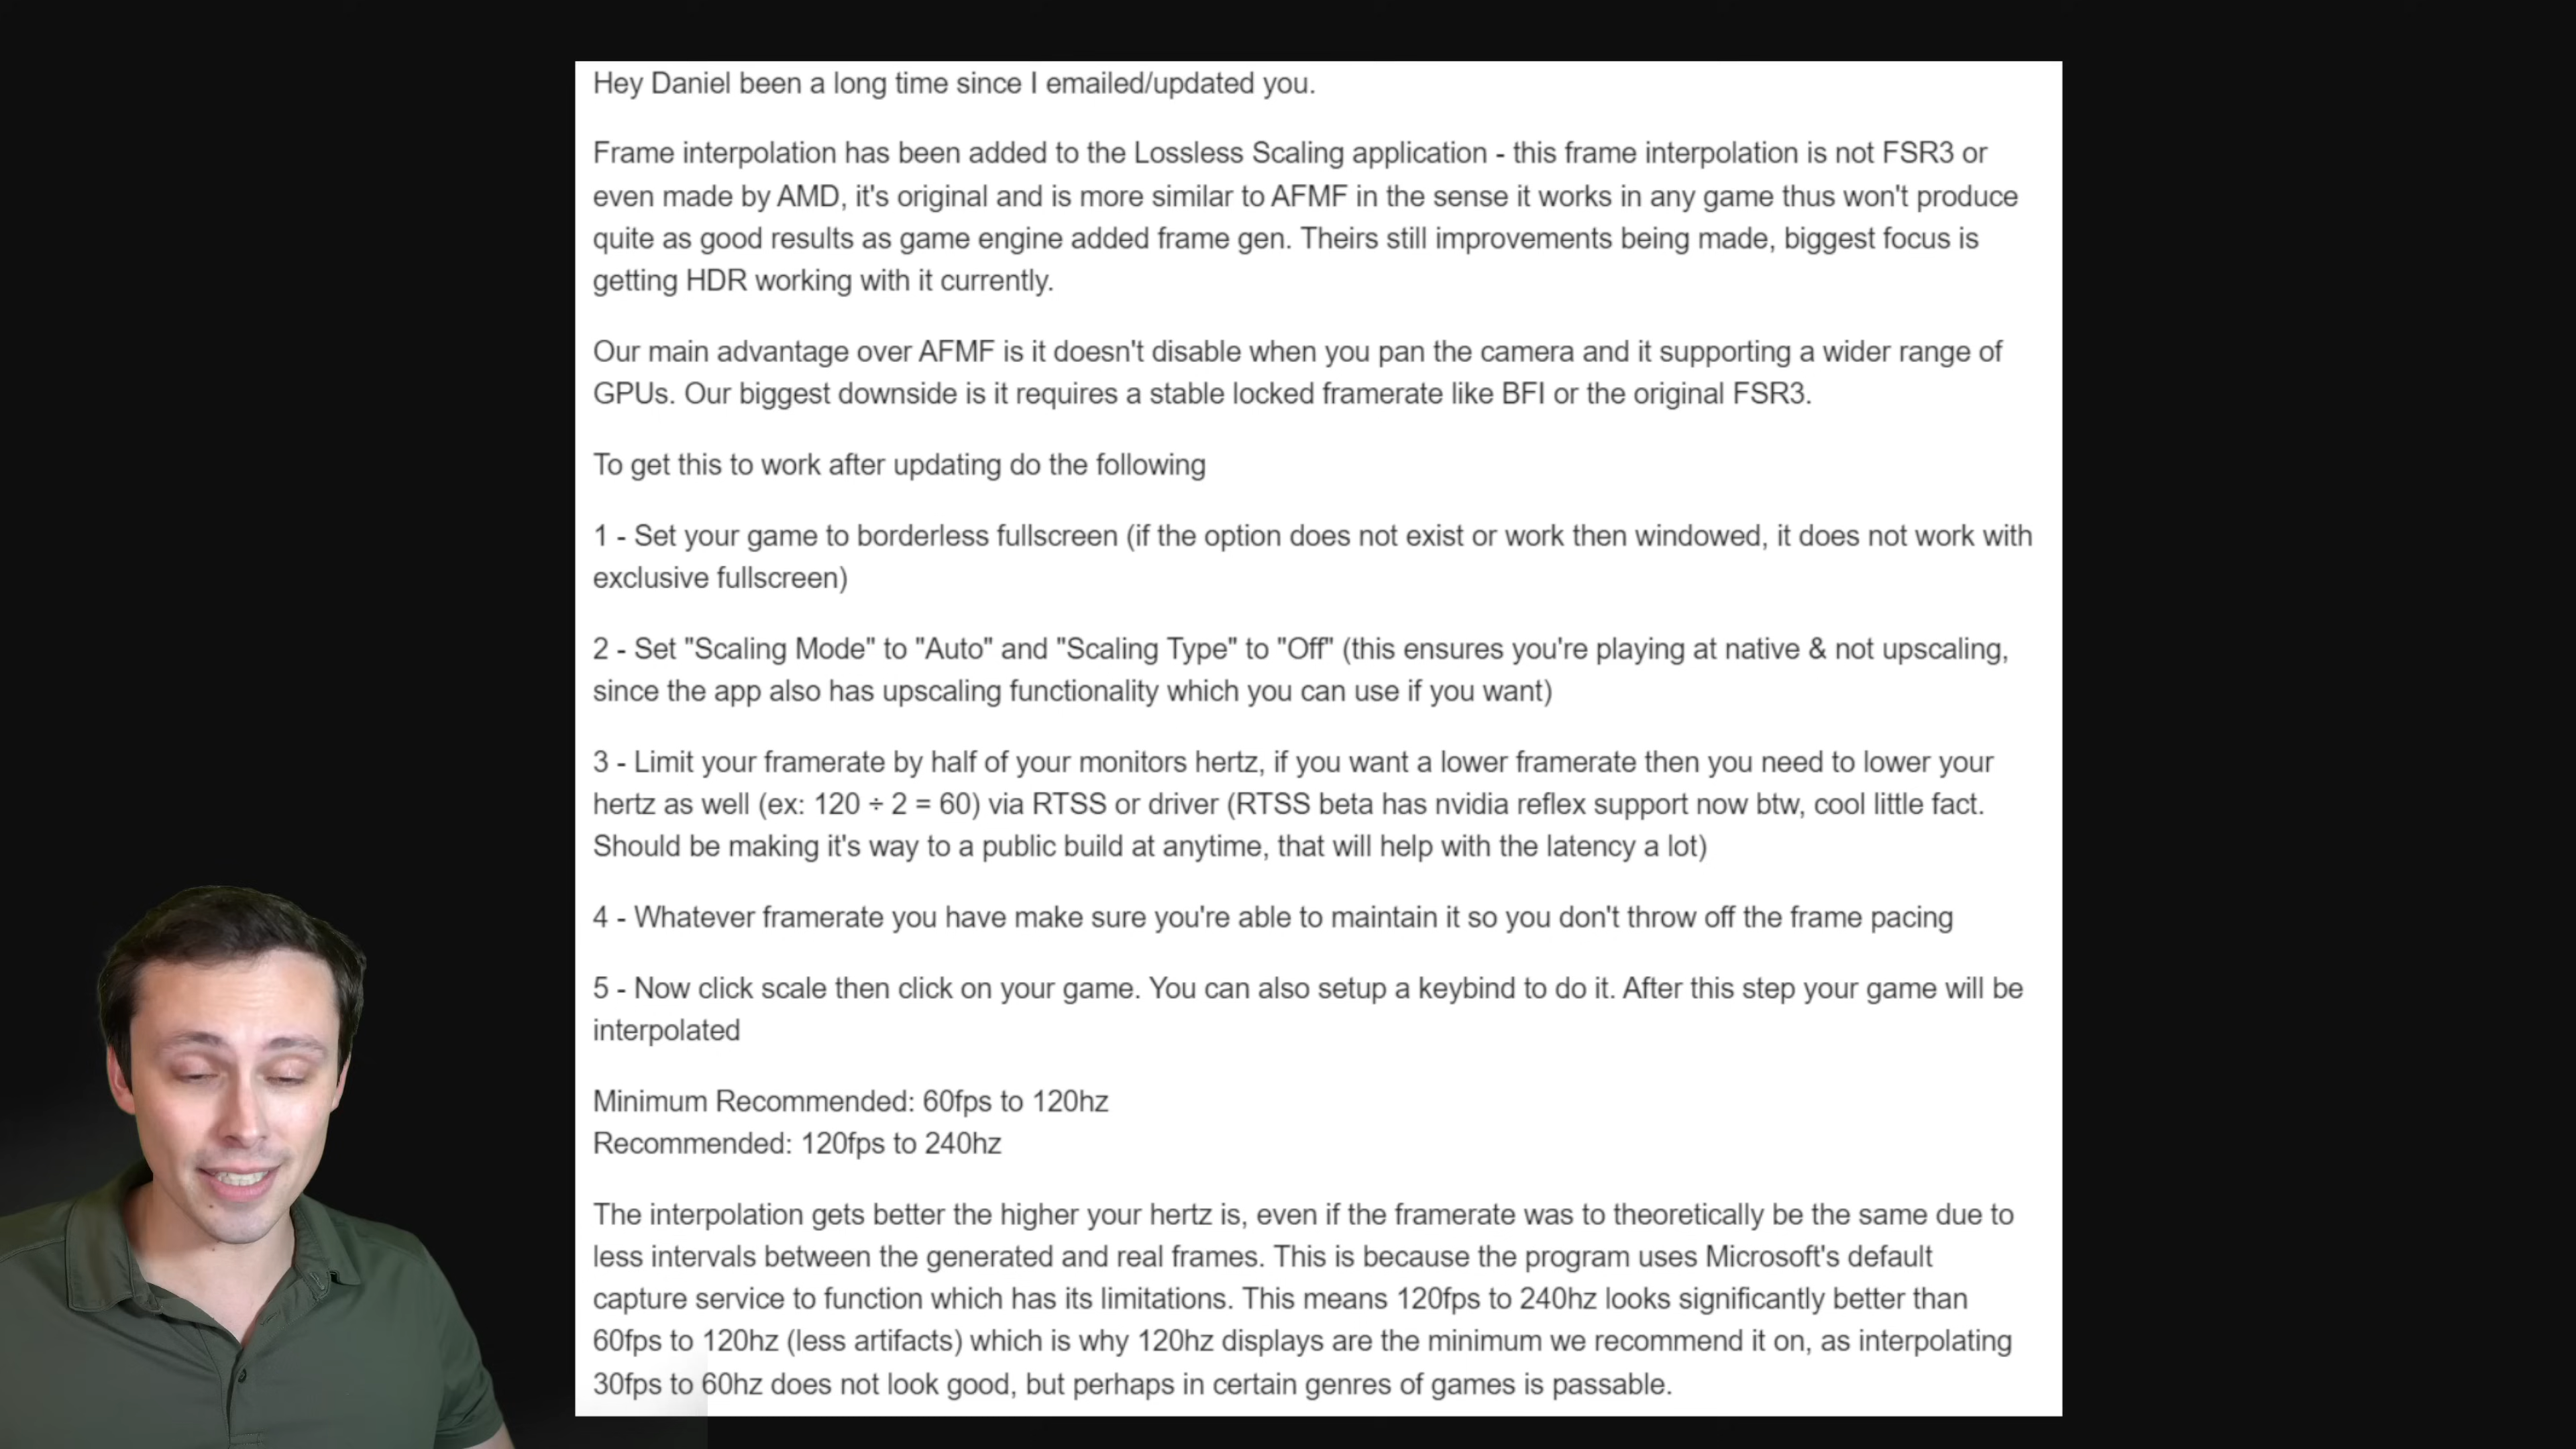 Hey Daniel been a long time since I emailed/updated you.
Frame interpolation has been added to the Lossless Scaling application - this frame interpolation is not FSR3 or
even made by AMD, it's original and is more similar to AFMF in the sense it works in any game thus won't produce
quite as good results as game engine added frame gen. Theirs still improvements being made, biggest focus is
getting HDR working with it currently.
Our main advantage over AFMF is it doesn't disable when you pan the camera and it supporting a wider range of
GPUs. Our biggest downside is it requires a stable locked framerate like BFI or the original FSR3.
To get this to work after updating do the following
1 - Set your game to borderless fullscreen (if the option does not exist or work then windowed, it does not work with
exclusive fullscreen)
2 - Set "Scaling Mode" to "Auto" and "Scaling Type" to "Off" (this ensures you're playing at native & not upscaling,
since the app also has upscaling functionality which you can use if you want)
3 - Limit your framerate by half of your monitors hertz, if you want a lower framerate then you need to lower your
hertz as well (ex: 120 ÷ 2 = 60) via RTSS or driver (RTSS beta has nvidia reflex support now btw, cool little fact.
Should be making it's way to a public build at anytime, that will help with the latency a lot)
4 - Whatever framerate you have make sure you're able to maintain it so you don't throw off the frame pacing
5 - Now click scale then click on your game. You can also setup a keybind to do it. After this step your game will be
interpolated
Minimum Recommended: 60fps to 120hz
Recommended: 120fps to 240hz
The interpolation gets better the higher your hertz is, even if the framerate was to theoretically be the same due to
less intervals between the generated and real frames. This is because the program uses Microsoft's default
capture service to function which has its limitations. This means 120fps to 240hz looks significantly better than
60fps to 120hz (less artifacts) which is why 120hz displays are the minimum we recommend it on, as interpolating
30fps to 60hz does not look good, but perhaps in certain genres of games is passable.